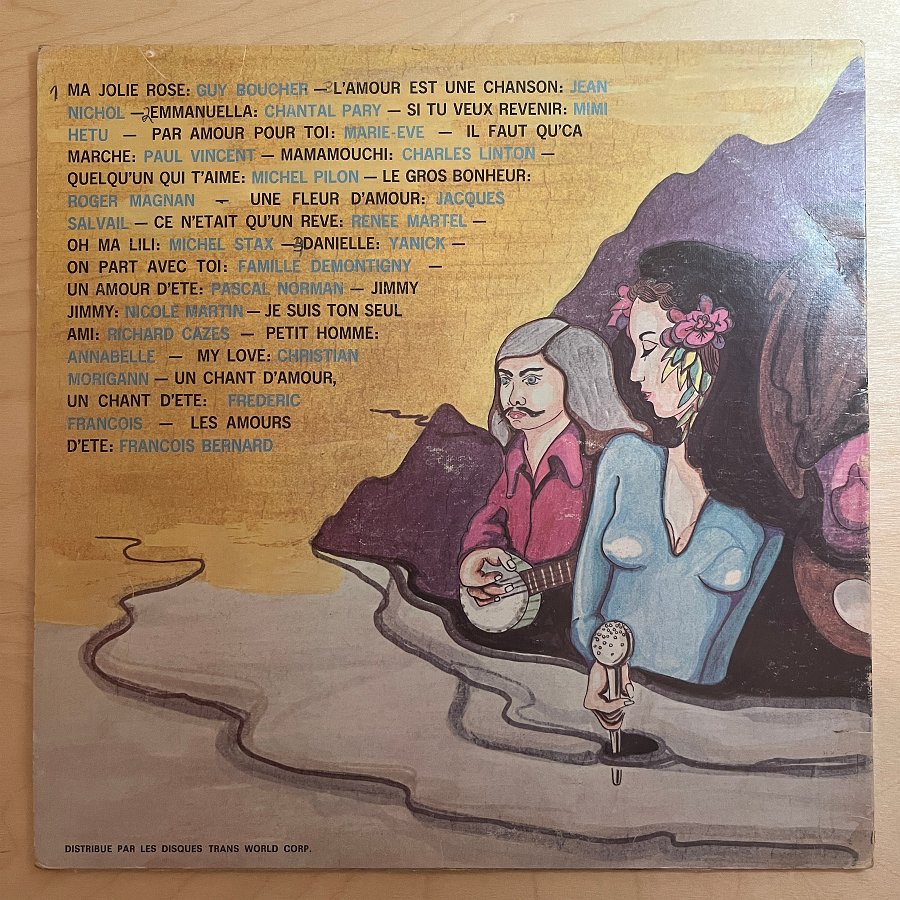 1 MA JOLIE ROSE: GUY BOUCHER – 3 L'AMOUR EST UNE CHANSON: JEAN
NICHOL – 2 EMMANUELLA: CHANTAL PARY – SI TU VEUX REVENIR: MIMI
HETU – PAR AMOUR POUR TOI: MARIE-EVE – IL FAUT QU'CA
MARCHE: PAUL VINCENT – MAMAMOUCHI: CHARLES LINTON –
QUELQU'UN QUI T'AIME: MICHEL PILON – LE GROS BONHEUR:
ROGER MAGNAN – UNE FLEUR D'AMOUR: JACQUES
SALVAIL – CE N'ETAIT QU'UN REVE: RENEE MARTEL –
OH MA LILI: MICHEL STAX – 3 DANIELLE: YANICK –
ON PART AVEC TOI: FAMILLE DEMONTIGNY –
UN AMOUR D'ETE: PASCAL NORMAN – JIMMY
JIMMY: NICOLE MARTIN – JE SUIS TON SEUL
AMI: RICHARD CAZES – PETIT HOMME:
ANNABELLE – MY LOVE: CHRISTIAN
MORIGANN – UN CHANT D'AMOUR,
UN CHANT D'ETE: FREDERIC
FRANCOIS – LES AMOURS
D'ETE: FRANCOIS BERNARD
DISTRIBUE PAR LES DISQUES TRANS WORLD CORP.